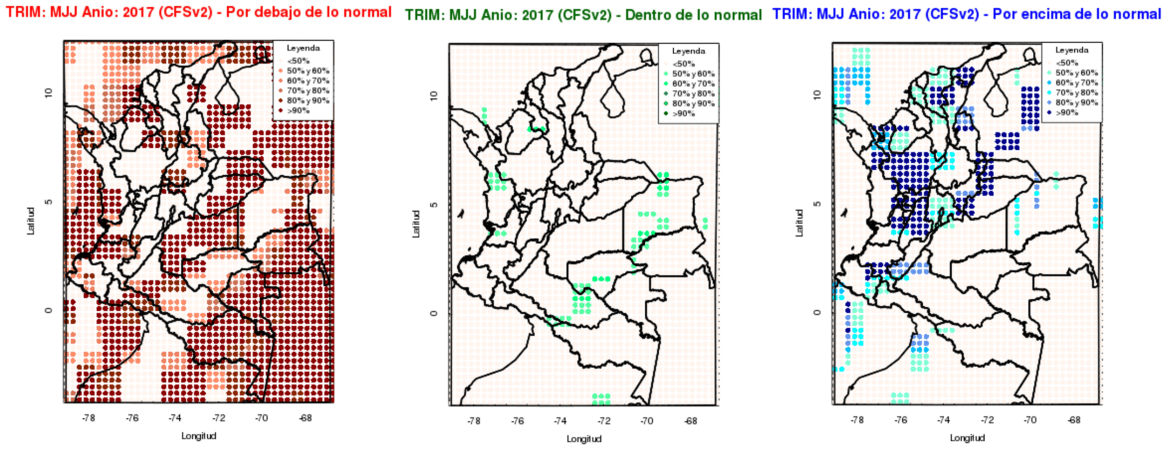 TRIM: MJJ Anio: 2017 (CFSv2) - Por debajo de lo normal
Leyenda
<50%
50% y 60%
60% y 70%
70% y 80%
80% y 90%
>90%
10
5
0
Latitud
-78
-76
-74
-72
-70
-68
Longitud
TRIM: MJJ Anio: 2017 (CFSv2) - Dentro de lo normal
Leyenda
<50%
50% y 60%
60% y 70%
70% y 80%
80% y 90%
>90%
10
5
0
Latitud
-78
-76
-74
-72
-70
-68
Longitud
TRIM: MJJ Anio: 2017 (CFSv2) - Por encima de lo normal
Leyenda
<50%
50% y 60%
60% y 70%
70% y 80%
80% y 90%
>90%
10
5
0
Latitud
-78
-76
-74
-72
-70
-68
Longitud